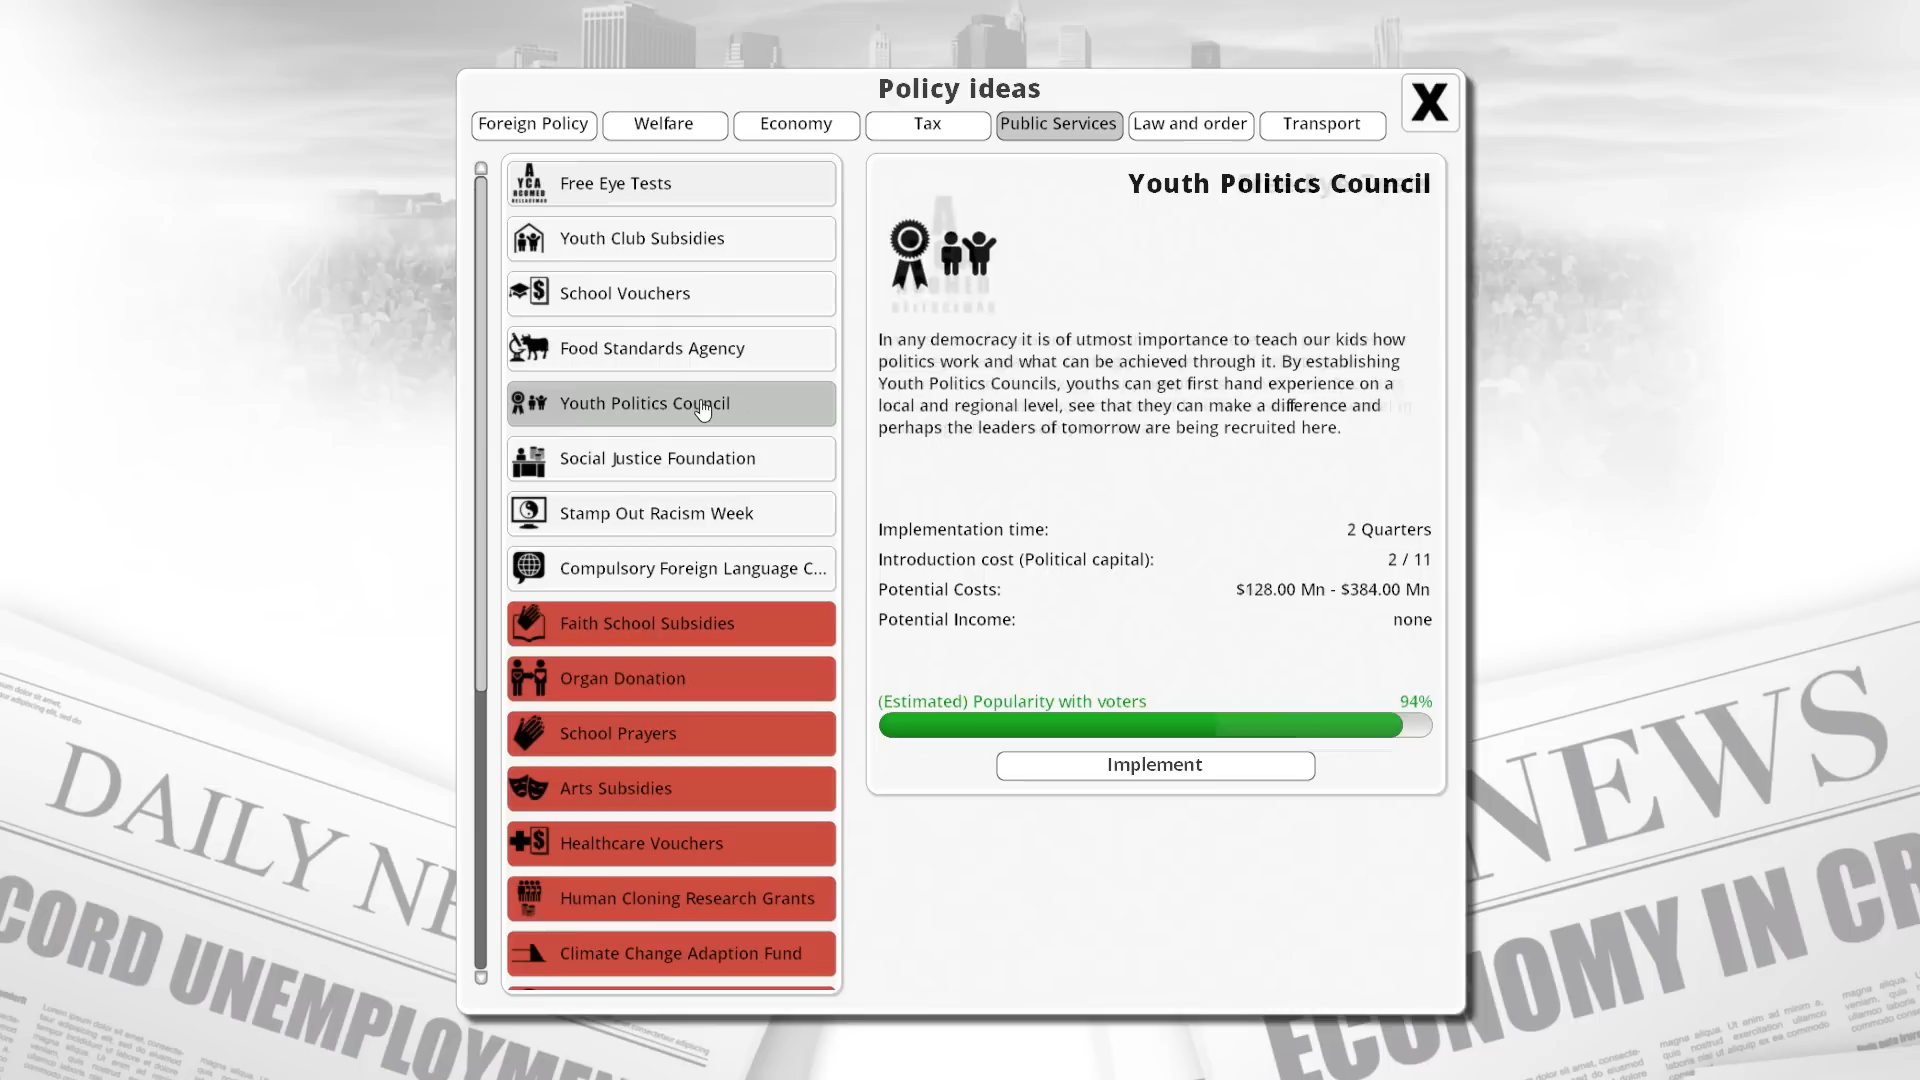 Policy ideas
Foreign Policy
Welfare
Economy
Tax
Public Services
Law and order
Transport
X
Free Eye Tests
Youth Club Subsidies
School Vouchers
Food Standards Agency
Youth Politics Council
Social Justice Foundation
Stamp Out Racism Week
Compulsory Foreign Language C...
Faith School Subsidies
Organ Donation
School Prayers
Arts Subsidies
Healthcare Vouchers
Human Cloning Research Grants
Climate Change Adaption Fund
Youth Politics Council
In any democracy it is of utmost importance to teach our kids how
politics work and what can be achieved through it. By establishing
Youth Politics Councils, youths can get first hand experience on a
local and regional level, see that they can make a difference and
perhaps the leaders of tomorrow are being recruited here.
Implementation time: 2 Quarters
Introduction cost (Political capital): 2 / 11
Potential Costs: $128.00 Mn - $384.00 Mn
Potential Income: none
(Estimated) Popularity with voters 94%
Implement
DAILY NE
CORD UNEMPLOYME
NEWS
ECONOMY IN CR